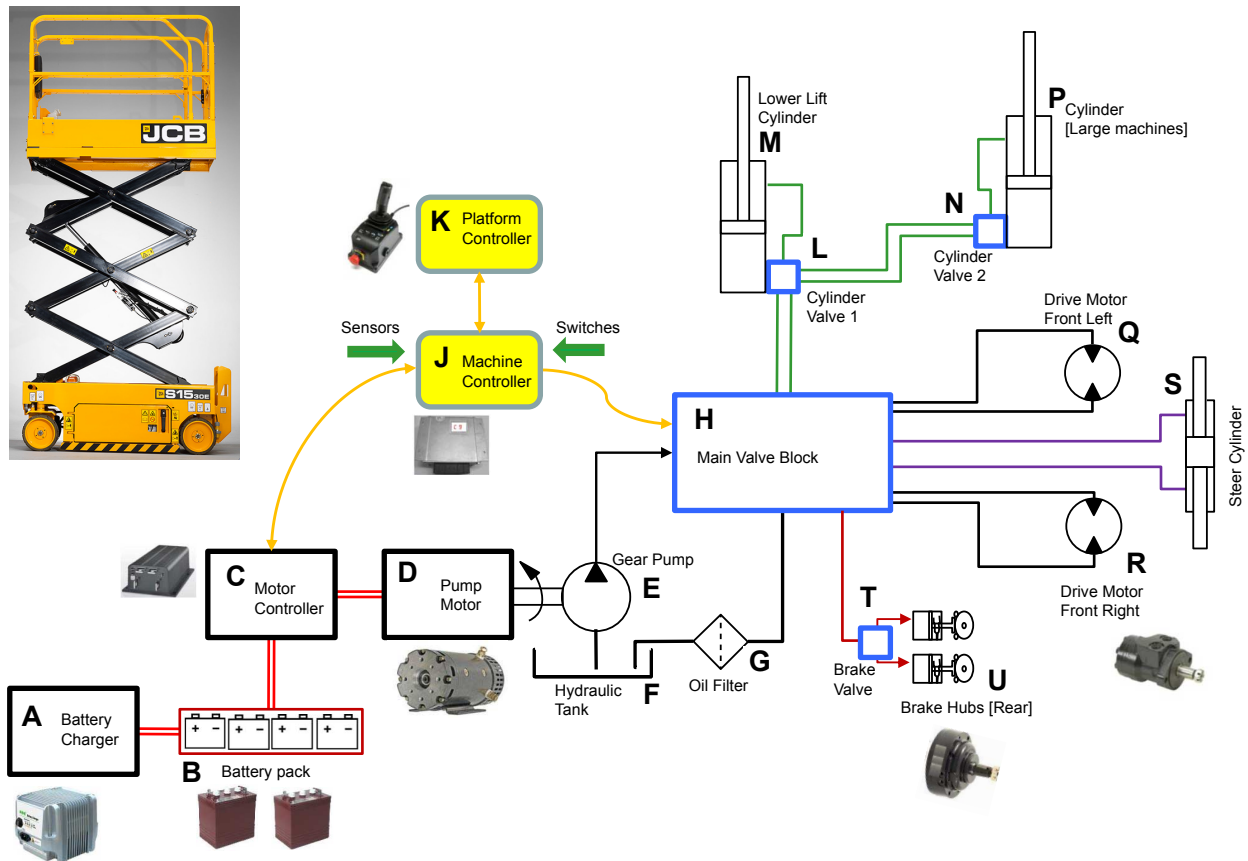 JCB
S1530E
Lower Lift
Cylinder
M
P
Cylinder
[Large machines]
K
Platform
Controller
N
L
Cylinder
Valve 2
Cylinder
Valve 1
Sensors
Switches
J
Machine
Controller
Drive Motor
Front Left
Q
S
Steer Cylinder
H
Main Valve Block
C
Motor
Controller
D
Pump
Motor
Gear Pump
E
R
Drive Motor
Front Right
T
Brake
Valve
G
Oil Filter
F
Hydraulic
Tank
U
Brake Hubs [Rear]
A
Battery
Charger
+ - + - + - + -
B
Battery pack